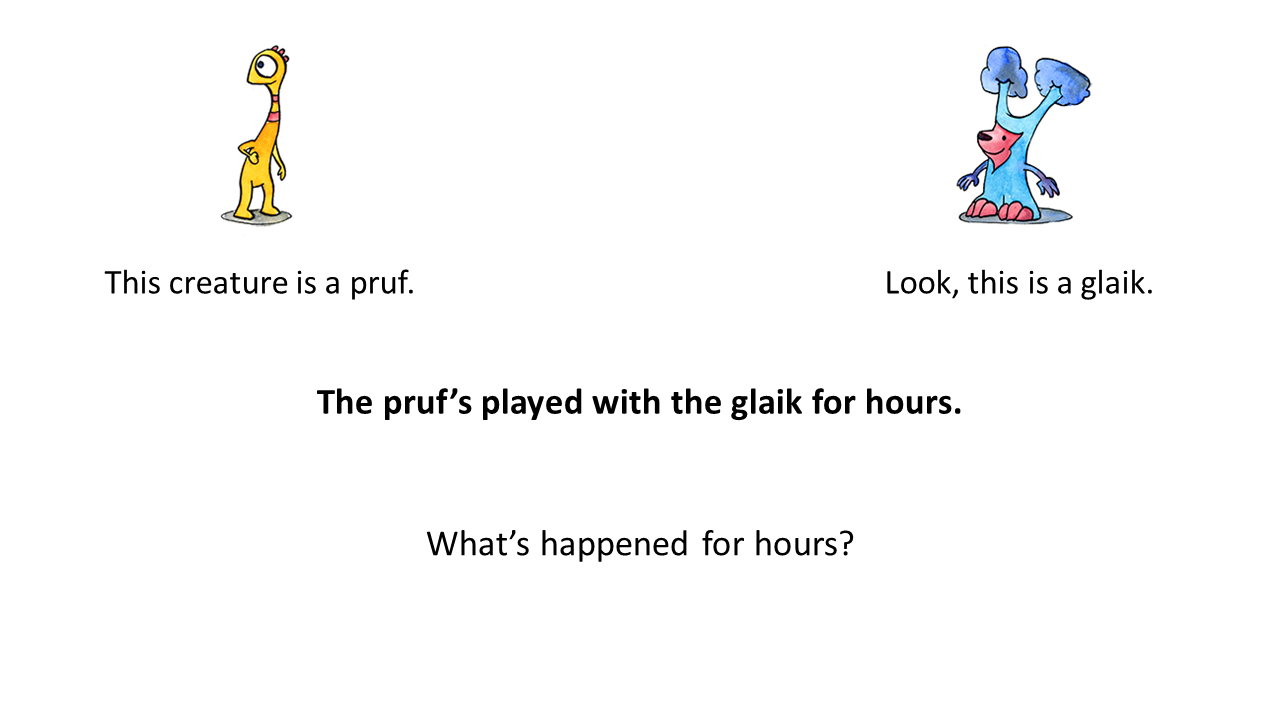 This creature is a pruf.
Look, this is a glaik.
The pruf’s played with the glaik for hours.
What’s happened for hours?